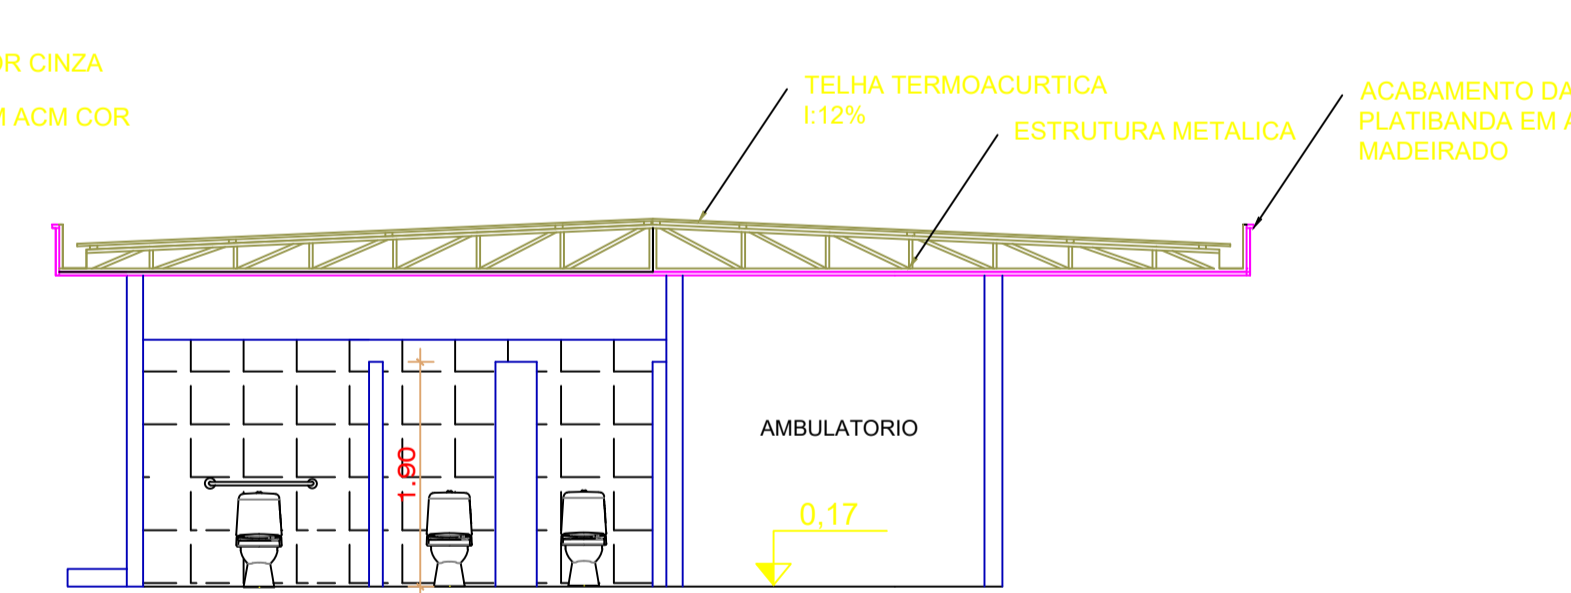 OR CINZA
M ACM COR
TELHA TERMOACURTICA
I:12%
ESTRUTURA METALICA
ACABAMENTO DA
PLATIBANDA EM A
MADEIRADO
AMBULATORIO
1.90
0,17